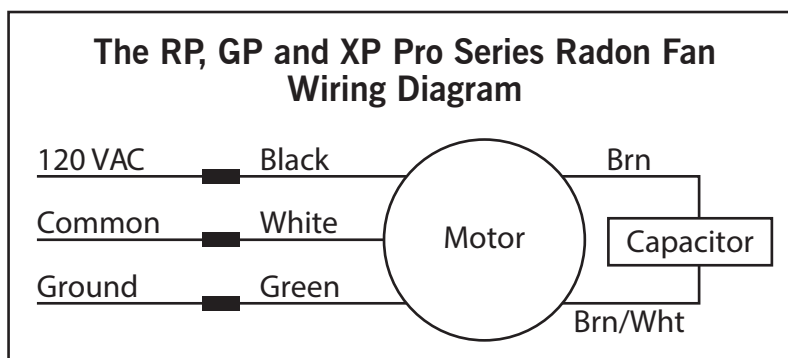 The RP, GP and XP Pro Series Radon Fan
Wiring Diagram
120 VAC
Black
Brn
Common
White
Motor
Capacitor
Ground
Green
Brn/Wht